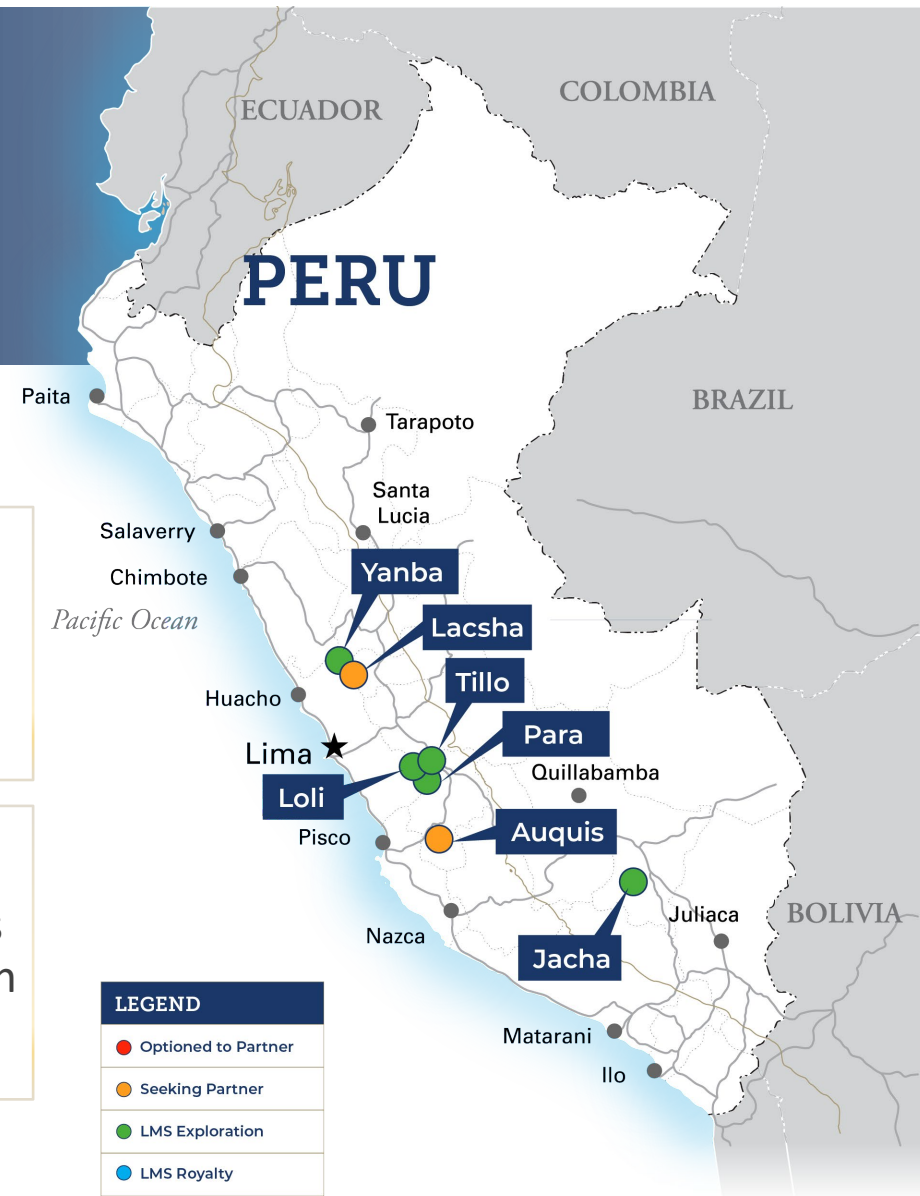 ECUADOR
COLOMBIA
PERU
BRAZIL
Paita
Tarapoto
Santa
Lucia
Salaverry
Chimbote
Yanba
Pacific Ocean
Lacsha
Tillo
Huacho
Para
Lima
Quillabamba
Loli
Pisco
Auquis
Juliaca
BOLIVIA
Nazca
Jacha
Matarani
Ilo
LEGEND
Optioned to Partner
Seeking Partner
LMS Exploration
LMS Royalty